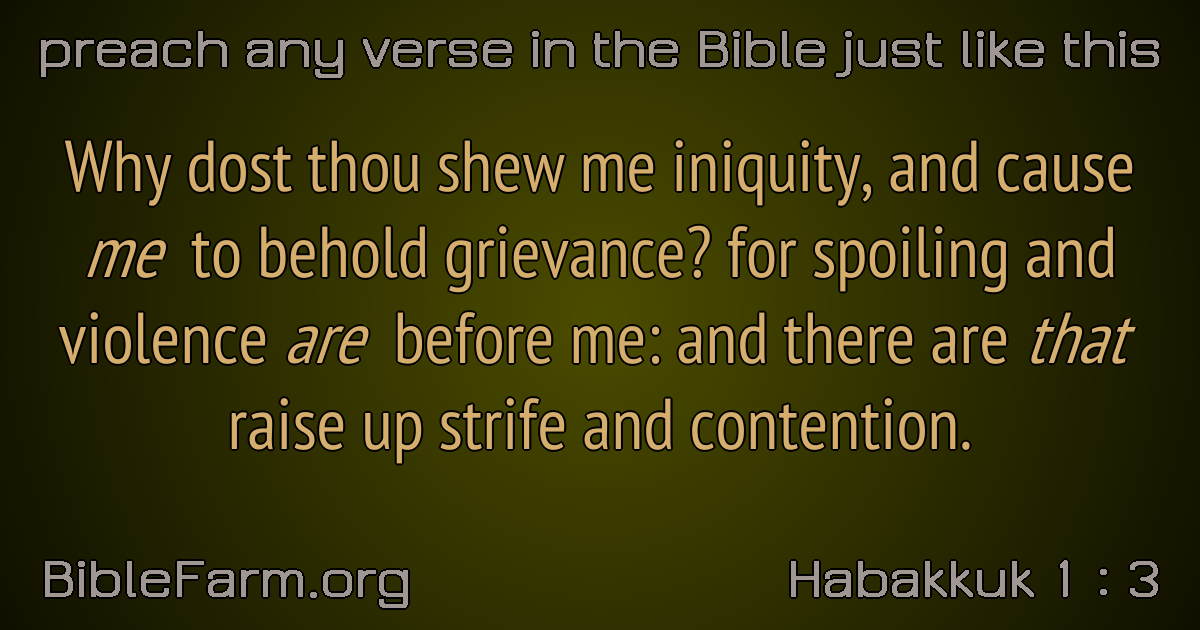 preach any verse in the Bible just like this
Why dost thou shew me iniquity, and cause
me to behold grievance? for spoiling and
violence are before me: and there are that
raise up strife and contention.
BibleFarm.org
Habakkuk 1 : 3